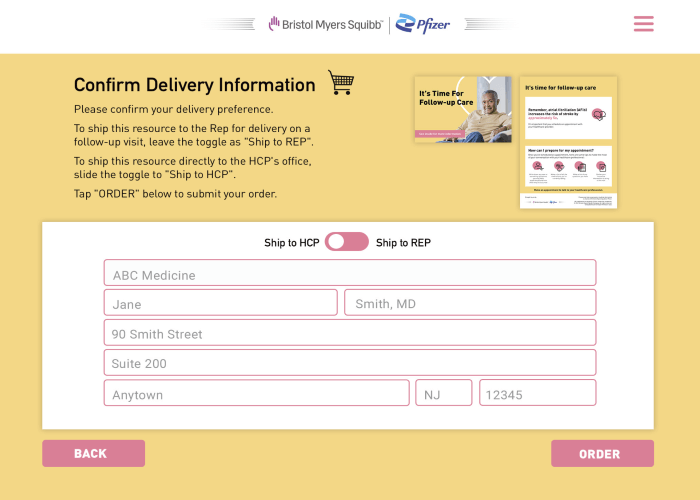 Bristol Myers Squibb™ | Pfizer
Confirm Delivery Information
Please confirm your delivery preference.
To ship this resource to the Rep for delivery on a
follow-up visit, leave the toggle as "Ship to REP".
To ship this resource directly to the HCP's office,
slide the toggle to "Ship to HCP".
Tap "ORDER" below to submit your order.
It's Time For
Follow-up Care
It's time for follow-up care
Remember, atrial fibrillation (AFib)
increases the risk of stroke by
approximately 5x.
How can I prepare for my appointment?
Ship to HCP
Ship to REP
ABC Medicine
Jane
Smith, MD
90 Smith Street
Suite 200
Anytown
NJ
12345
BACK
ORDER